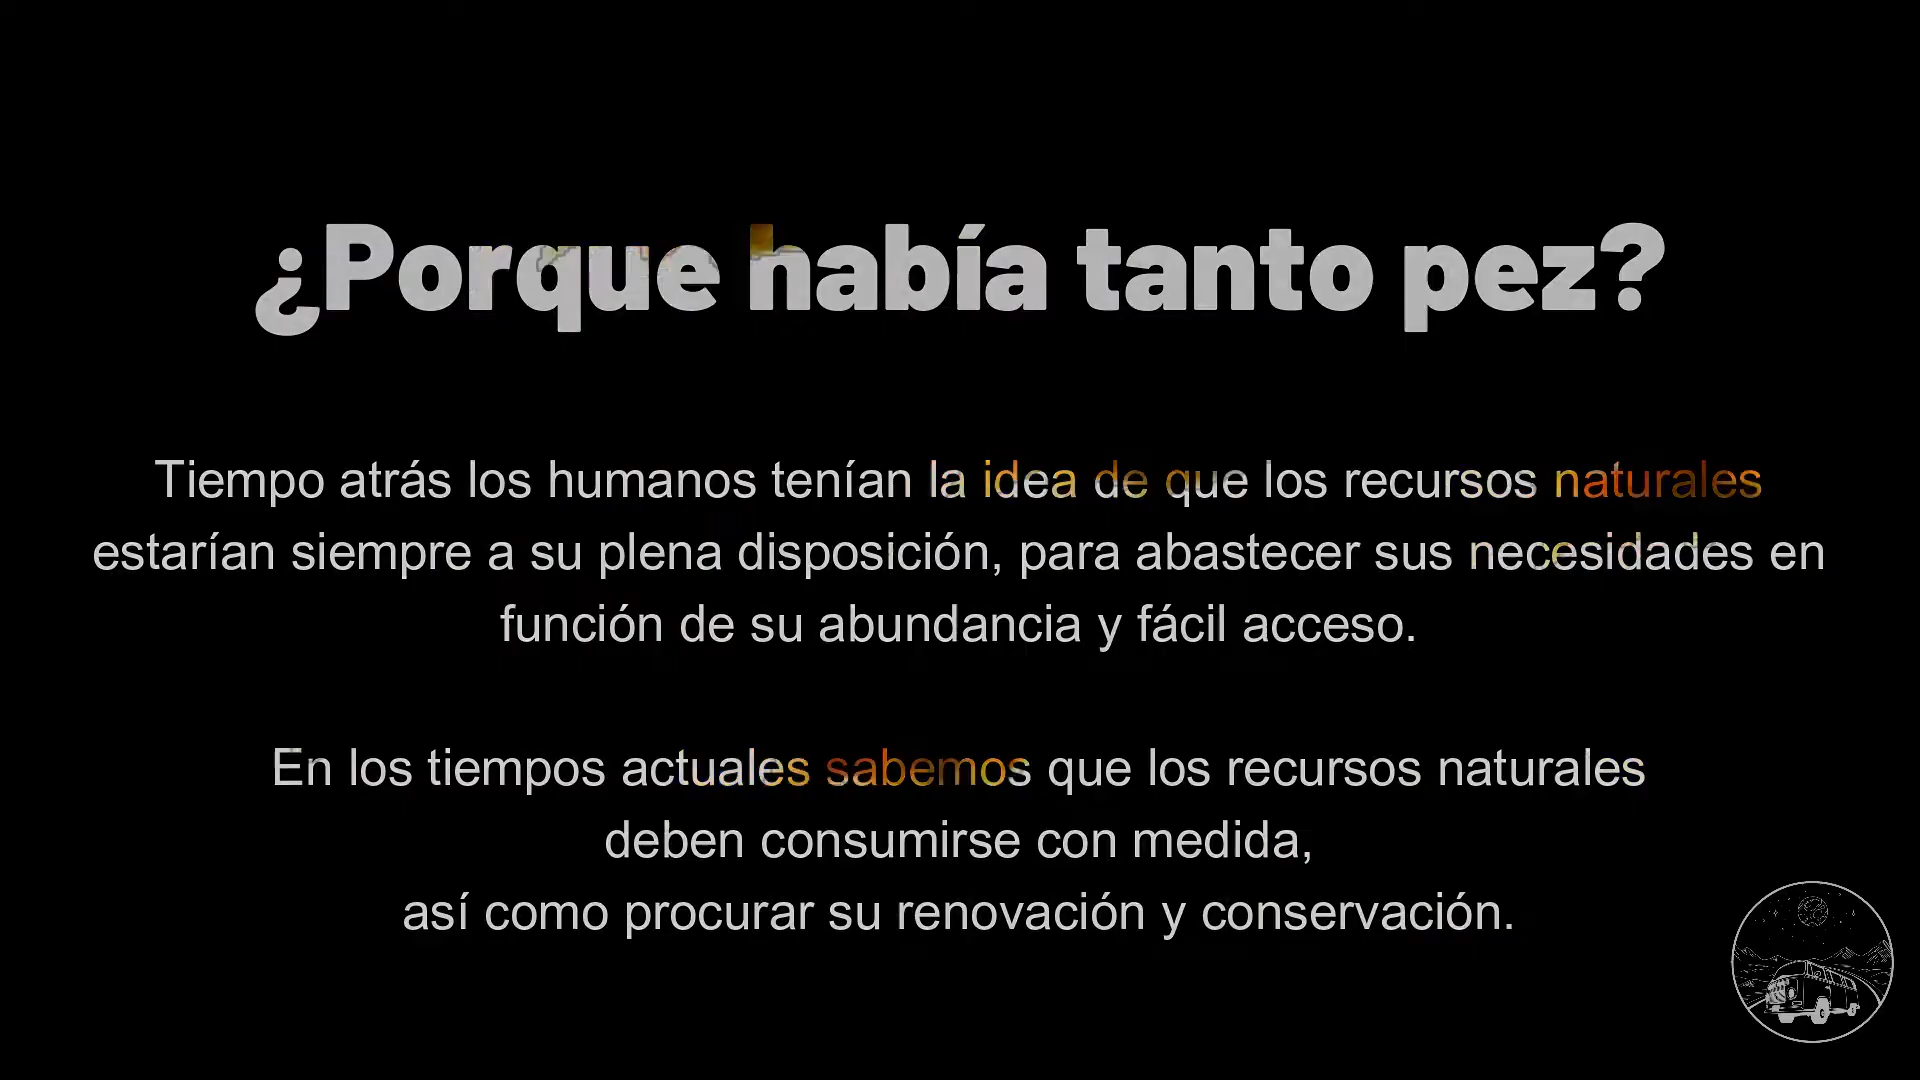 ¿Porque había tanto pez?
Tiempo atrás los humanos tenían la idea de que los recursos naturales
estarían siempre a su plena disposición, para abastecer sus necesidades en
función de su abundancia y fácil acceso.
En los tiempos actuales sabemos que los recursos naturales
deben consumirse con medida,
así como procurar su renovación y conservación.